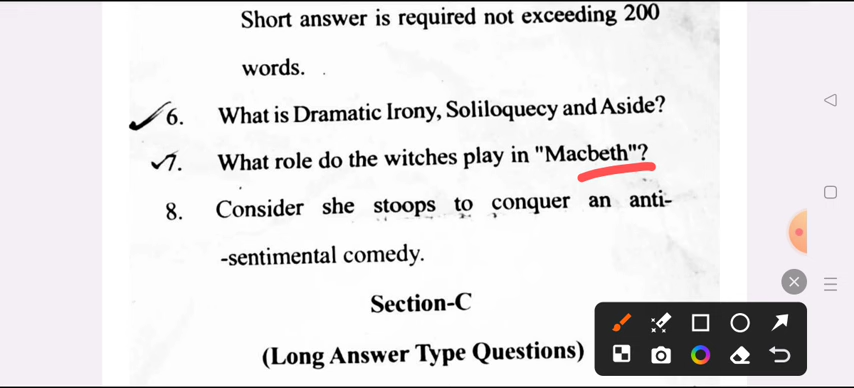 Short answer is required not exceeding 200
words.
6. What is Dramatic Irony, Soliloquecy and Aside?
7. What role do the witches play in "Macbeth"?
8. Consider she stoops to conquer an anti-
-sentimental comedy.
Section-C
(Long Answer Type Questions)